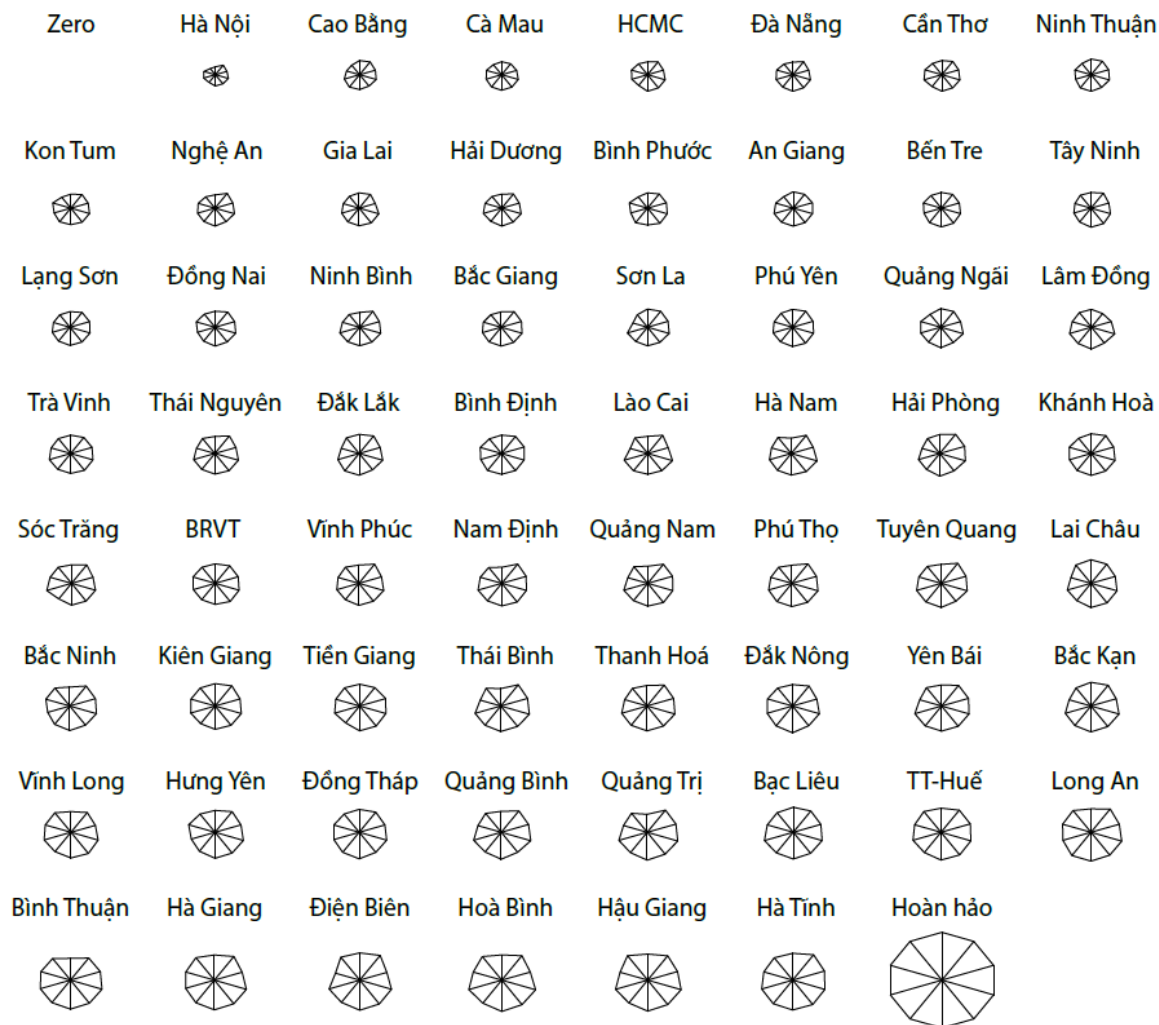 Zero Hà Nội Cao Bằng Cà Mau HCMC Đà Nẵng Cần Thơ Ninh Thuận
Kon Tum Nghệ An Gia Lai Hải Dương Bình Phước An Giang Bến Tre Tây Ninh
Lạng Sơn Đồng Nai Ninh Bình Bắc Giang Sơn La Phú Yên Quảng Ngãi Lâm Đồng
Trà Vinh Thái Nguyên Đắk Lắk Bình Định Lào Cai Hà Nam Hải Phòng Khánh Hoà
Sóc Trăng BRVT Vĩnh Phúc Nam Định Quảng Nam Phú Thọ Tuyên Quang Lai Châu
Bắc Ninh Kiên Giang Tiền Giang Thái Bình Thanh Hoá Đắk Nông Yên Bái Bắc Kạn
Vĩnh Long Hưng Yên Đồng Tháp Quảng Bình Quảng Trị Bạc Liêu TT-Huế Long An
Bình Thuận Hà Giang Điện Biên Hoà Bình Hậu Giang Hà Tĩnh Hoàn hảo